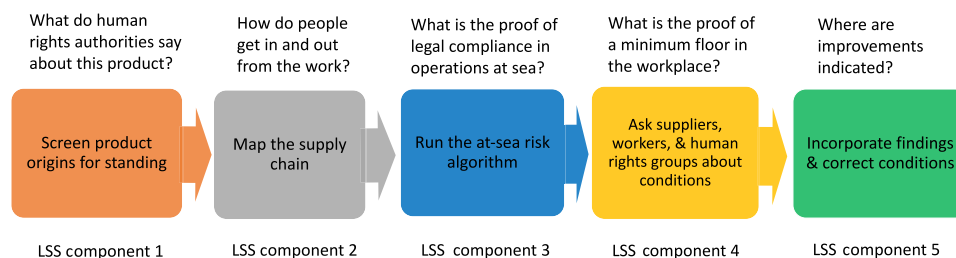 What do human
rights authorities say
about this product?
How do people
get in and out
from the work?
What is the proof of
legal compliance in
operations at sea?
What is the proof of
a minimum floor in
the workplace?
Where are
improvements
indicated?
Screen product
origins for standing
Map the supply
chain
Run the at-sea risk
algorithm
Ask suppliers,
workers, & human
rights groups about
conditions
Incorporate findings
& correct conditions
LSS component 1
LSS component 2
LSS component 3
LSS component 4
LSS component 5